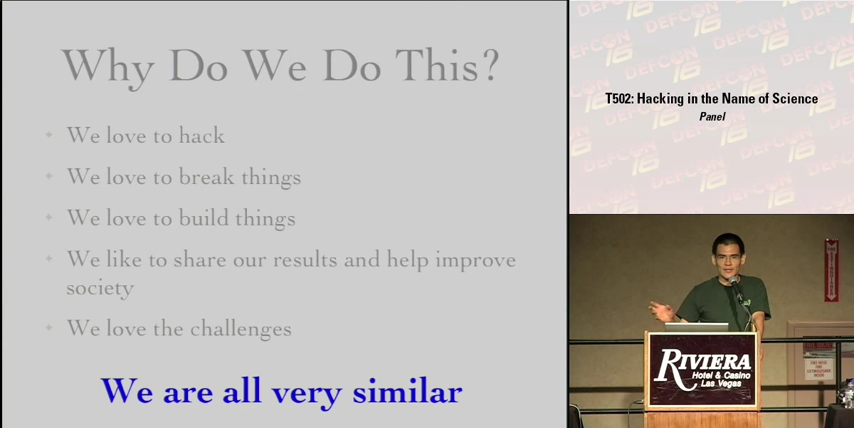 Why Do We Do This?
We love to hack
We love to break things
We love to build things
We like to share our results and help improve
society
We love the challenges
We are all very similar
T502: Hacking in the Name of Science
Panel
DEFCON
16
RIVIERA
Hotel & Casino
Las Vegas